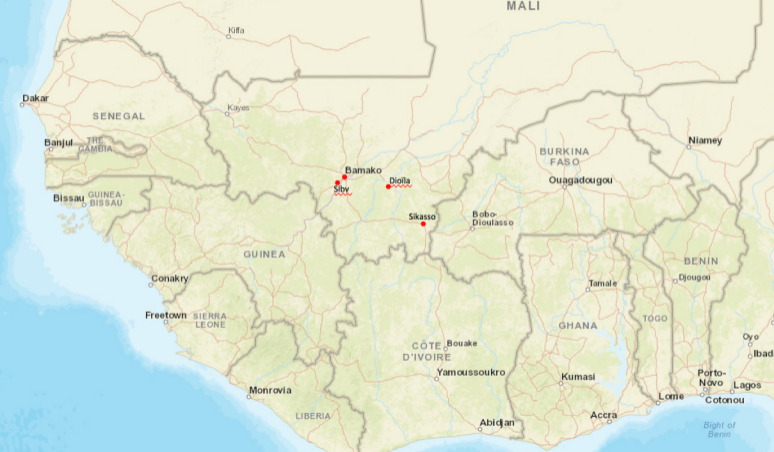 MALI
Kiffa
Dakar
SENEGAL
Kayes
Banjul
THE
GAMBIA
Niamey
BURKINA
FASO
Bamako
Siby
Dioïla
Ouagadougou
Bissau
GUINEA-
BISSAU
Sikasso
Bobo-
Dioulasso
GUINEA
BENIN
Conakry
Djougou
Tamale
Freetown
SIERRA
LEONE
TOGO
GHANA
CÔTE
D'IVOIRE
Bouake
Oyo
Ibad
Yamoussoukro
Kumasi
Porto-
Novo
Lagos
Monrovia
Lome
Cotonou
LIBERIA
Abidjan
Accra
Bight of
Benin